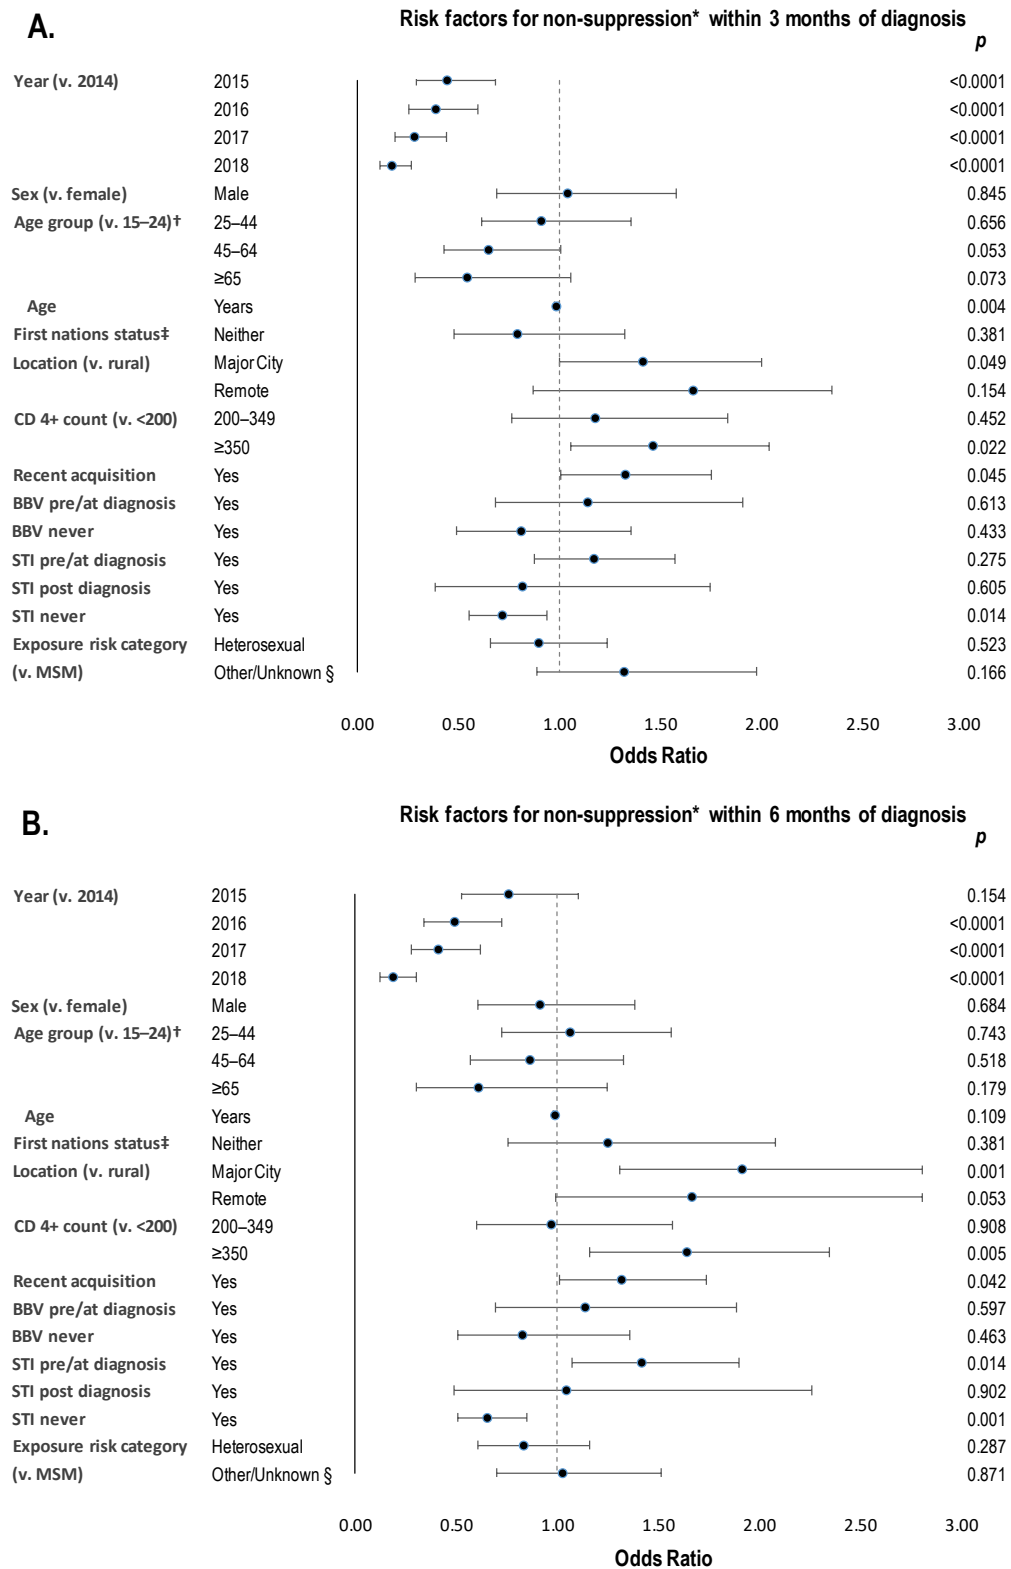 A.
Risk factors for non-suppression* within 3 months of diagnosis
p
Year (v. 2014) 2015 <0.0001
2016 <0.0001
2017 <0.0001
2018 <0.0001
Sex (v. female) Male 0.845
Age group (v. 15–24)† 25–44 0.656
45–64 0.053
≥65 0.073
Age Years 0.004
First nations status‡ Neither 0.381
Location (v. rural) Major City 0.049
Remote 0.154
CD 4+ count (v. <200) 200–349 0.452
≥350 0.022
Recent acquisition Yes 0.045
BBV pre/at diagnosis Yes 0.613
BBV never Yes 0.433
STI pre/at diagnosis Yes 0.275
STI post diagnosis Yes 0.605
STI never Yes 0.014
Exposure risk category Heterosexual 0.523
(v. MSM) Other/Unknown § 0.166
0.00 0.50 1.00 1.50 2.00 2.50 3.00
Odds Ratio
B.
Risk factors for non-suppression* within 6 months of diagnosis
p
Year (v. 2014) 2015 0.154
2016 <0.0001
2017 <0.0001
2018 <0.0001
Sex (v. female) Male 0.684
Age group (v. 15–24)† 25–44 0.743
45–64 0.518
≥65 0.179
Age Years 0.109
First nations status‡ Neither 0.381
Location (v. rural) Major City 0.001
Remote 0.053
CD 4+ count (v. <200) 200–349 0.908
≥350 0.005
Recent acquisition Yes 0.042
BBV pre/at diagnosis Yes 0.597
BBV never Yes 0.463
STI pre/at diagnosis Yes 0.014
STI post diagnosis Yes 0.902
STI never Yes 0.001
Exposure risk category Heterosexual 0.287
(v. MSM) Other/Unknown § 0.871
0.00 0.50 1.00 1.50 2.00 2.50 3.00
Odds Ratio